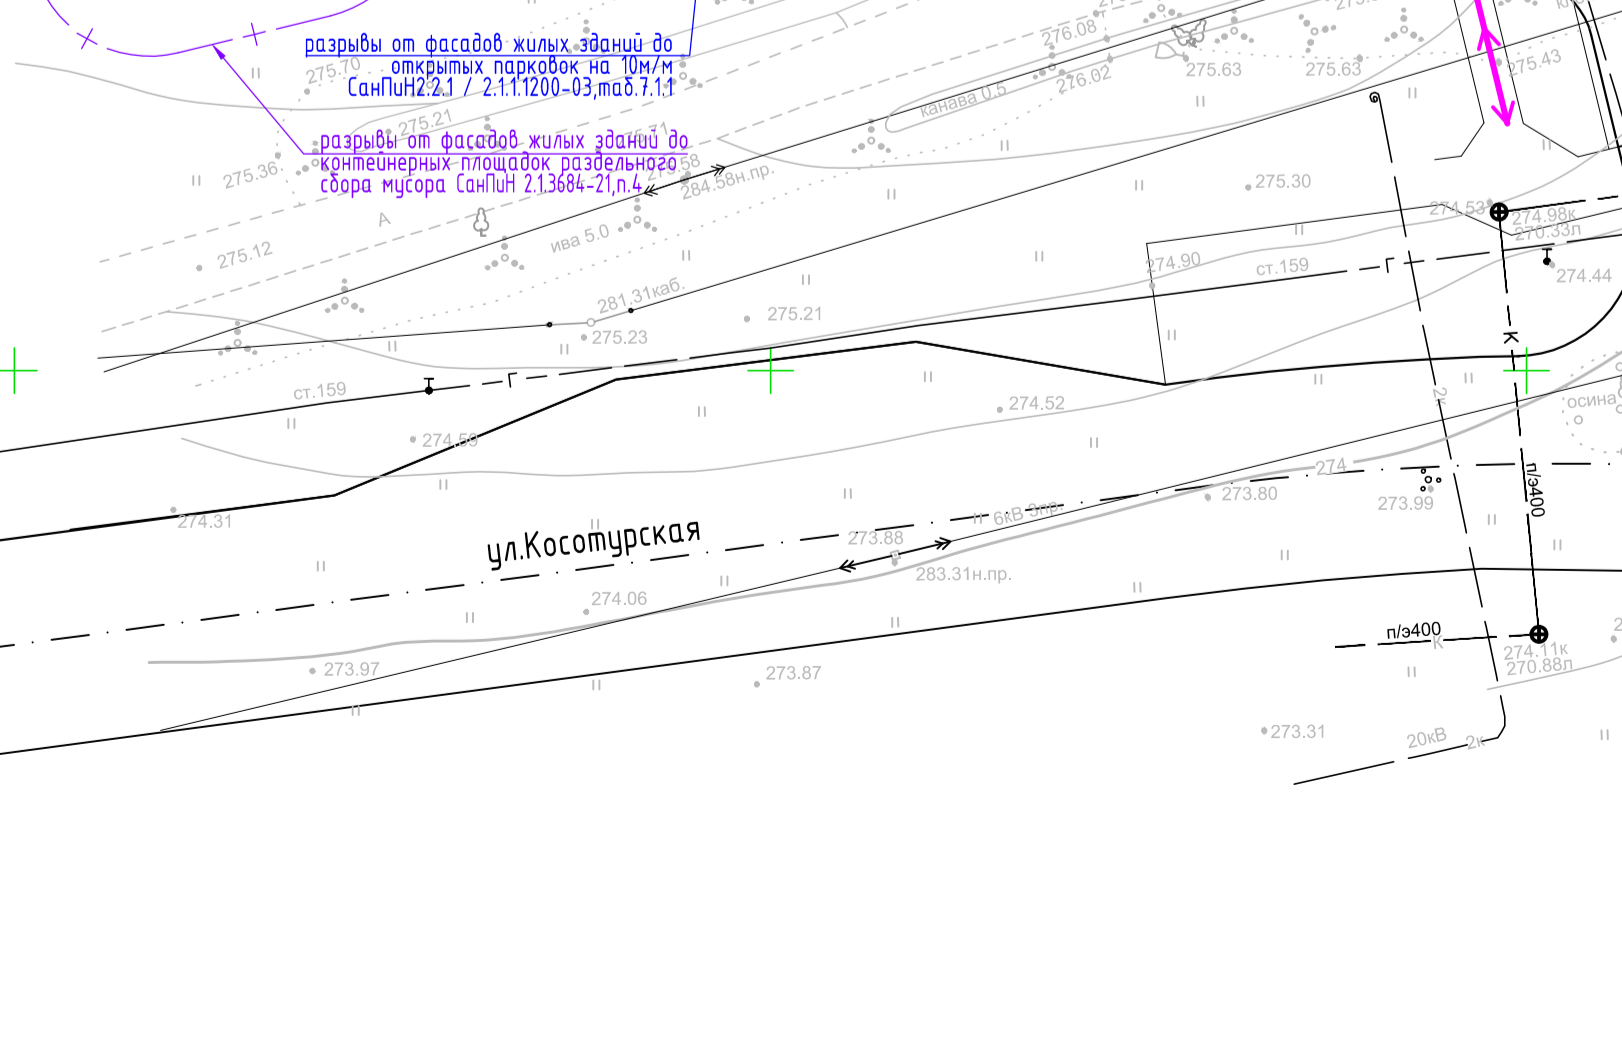 276.08
276.02
275.63
275.63
275.43
разрывы от фасадов жилых зданий до
открытых парковок на 10м/м
СанПиН2.2.1 / 2.1.1.1200-03,таб.7.1.1
275.70
275.21
канава 0.5
разрывы от фасадов жилых зданий до
контейнерных площадок раздельного
сбора мусора СанПиН 2.1.3684-21,п.4
275.36
284.58н.пр.
275.30
А
ива 5.0
275.12
274.53
274.98к
270.33л
274.90
ст.159
Г
274.44
281.31каб.
275.21
275.23
К
ст.159
Г
2к
274.52
осина
274.59
274
п/э400
274.31
273.80
273.99
6кВ 3пр.
ул.Косотурская
273.88
283.31н.пр.
274.06
п/э400
К
274.11к
270.88л
273.97
273.87
273.31
20кВ
2к